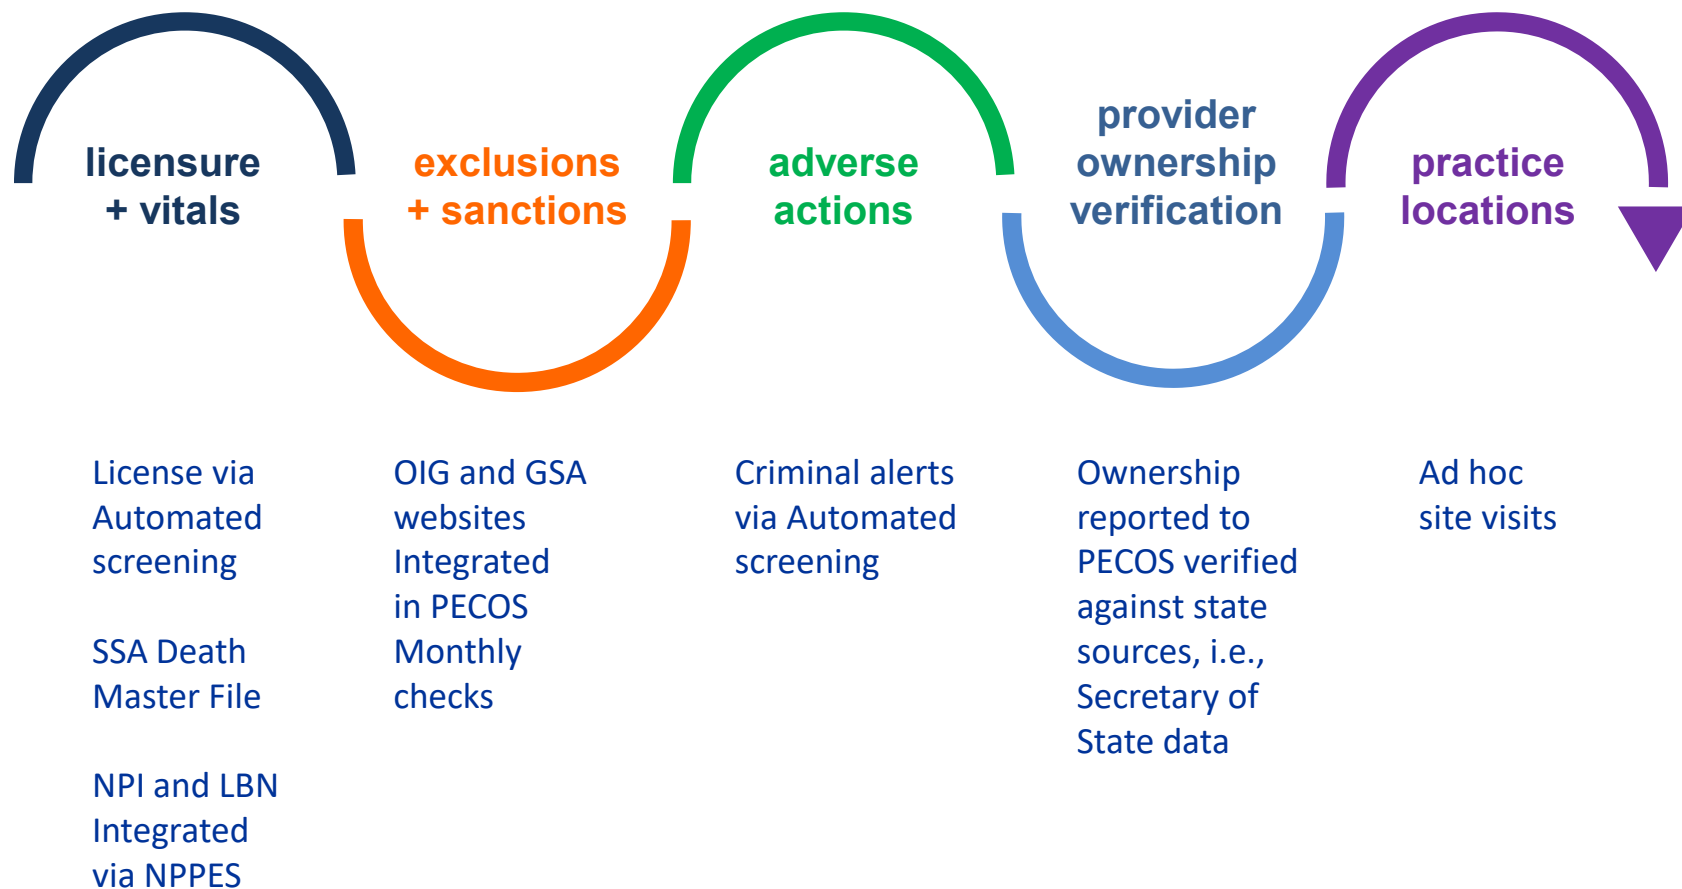 licensure
+ vitals
exclusions
+ sanctions
adverse
actions
provider
ownership
verification
practice
locations
License via
Automated
screening
SSA Death
Master File
NPI and LBN
Integrated
via NPPES
OIG and GSA
websites
Integrated
in PECOS
Monthly
checks
Criminal alerts
via Automated
screening
Ownership
reported to
PECOS verified
against state
sources, i.e.,
Secretary of
State data
Ad hoc
site visits